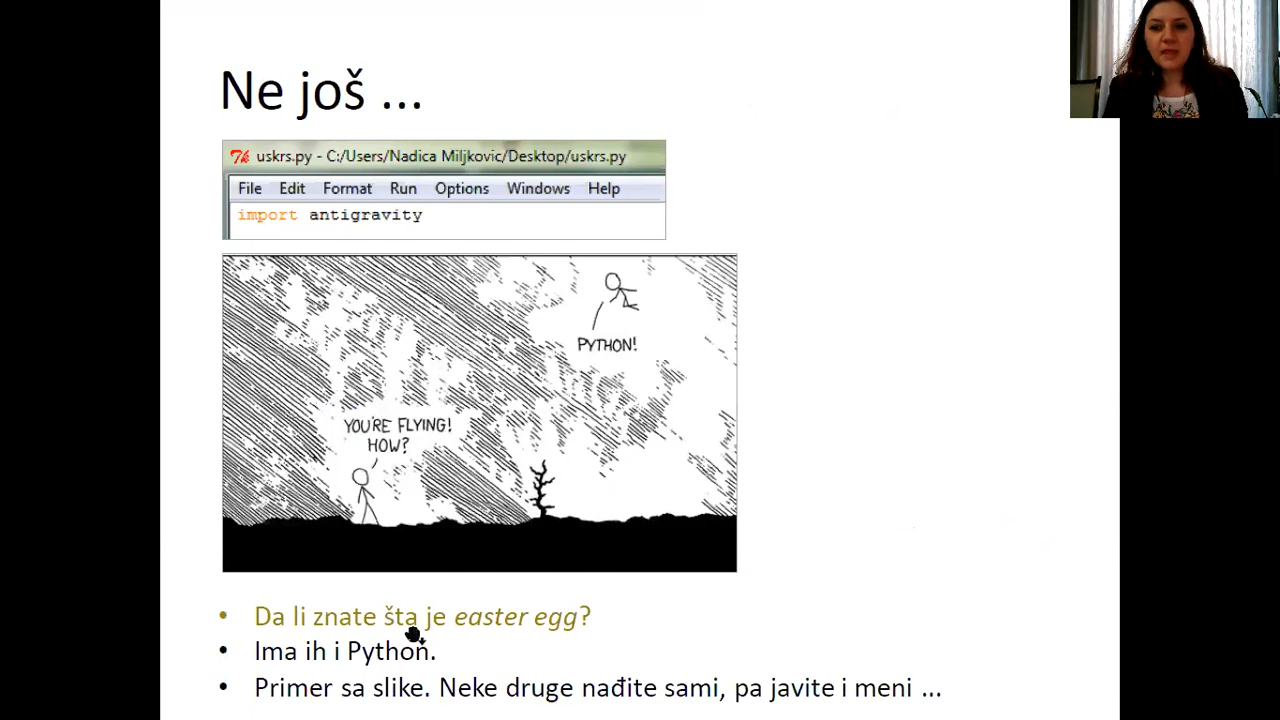 Ne još ...
uskrs.py - C:/Users/Nadica Miljkovic/Desktop/uskrs.py
File Edit Format Run Options Windows Help
import antigravity
PYTHON!
YOU'RE FLYING!
HOW?
• Da li znate šta je easter egg?
• Ima ih i Python.
• Primer sa slike. Neke druge nađite sami, pa javite i meni ...